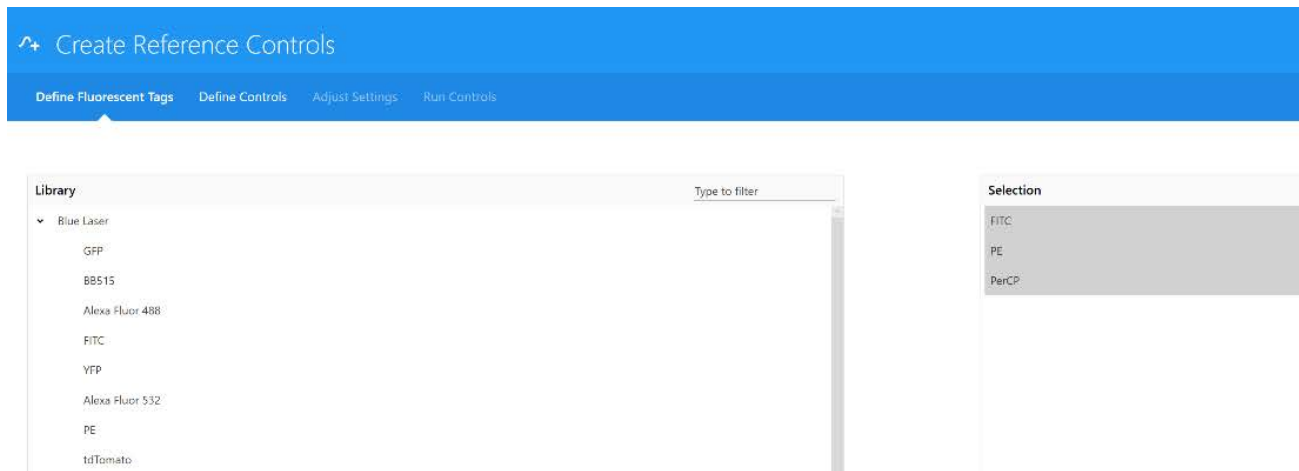 Create Reference Controls
Define Fluorescent Tags Define Controls Adjust Settings Run Controls
Library Type to filter
Blue Laser
GFP
BB515
Alexa Fluor 488
FITC
YFP
Alexa Fluor 532
PE
tdTomato
Selection
FITC
PE
PerCP